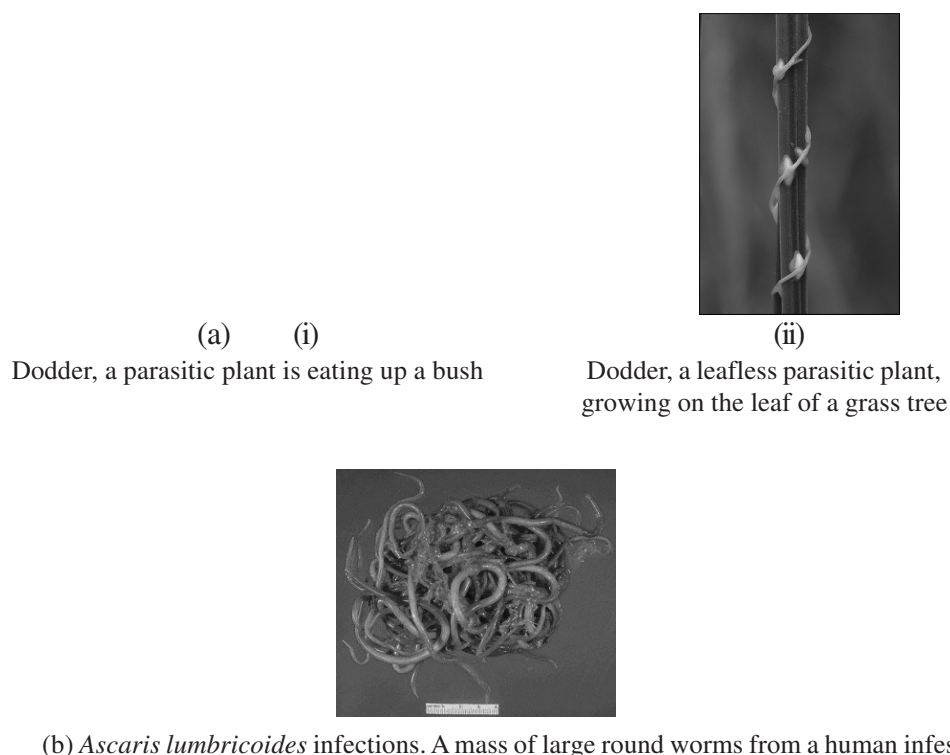 (a) (i)
Dodder, a parasitic plant is eating up a bush
(ii)
Dodder, a leafless parasitic plant,
growing on the leaf of a grass tree
(b) Ascaris lumbricoides infections. A mass of large round worms from a human